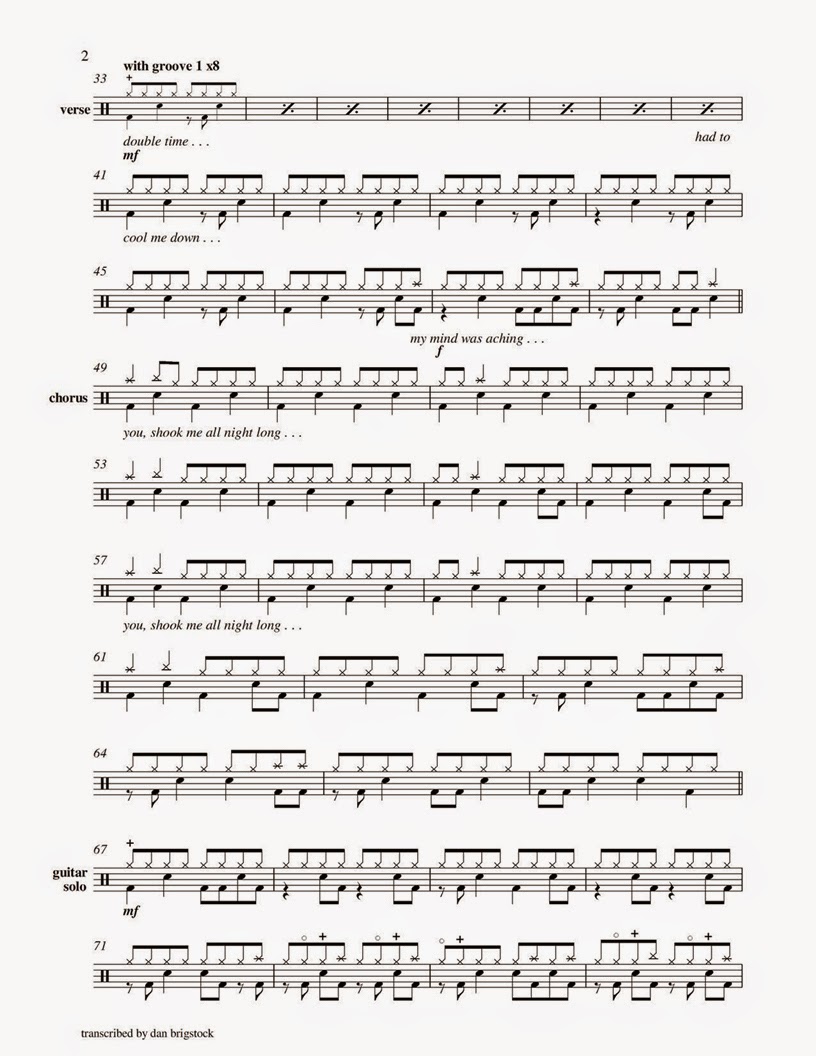 2
with groove 1 x8
33
verse
double time . . .
had to
mf
41
cool me down . . .
45
my mind was aching . . .
f
49
chorus
you, shook me all night long . . .
53
57
you, shook me all night long . . .
61
64
67
guitar
solo
mf
71
transcribed by dan brigstock